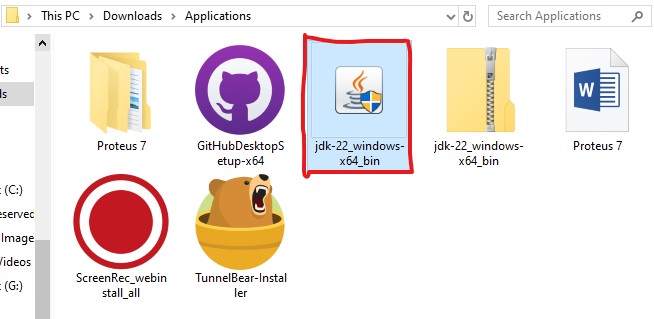 This PC > Downloads > Applications
Search Applications
ts
ls
t (C:)
eserved
Image
Videos
t (G:)
Proteus 7
GitHubDesktopS
etup-x64
jdk-22_windows-
x64_bin
jdk-22_windows-
x64_bin
Proteus 7
W
ScreenRec_webin
stall_all
TunnelBear-Instal
ler